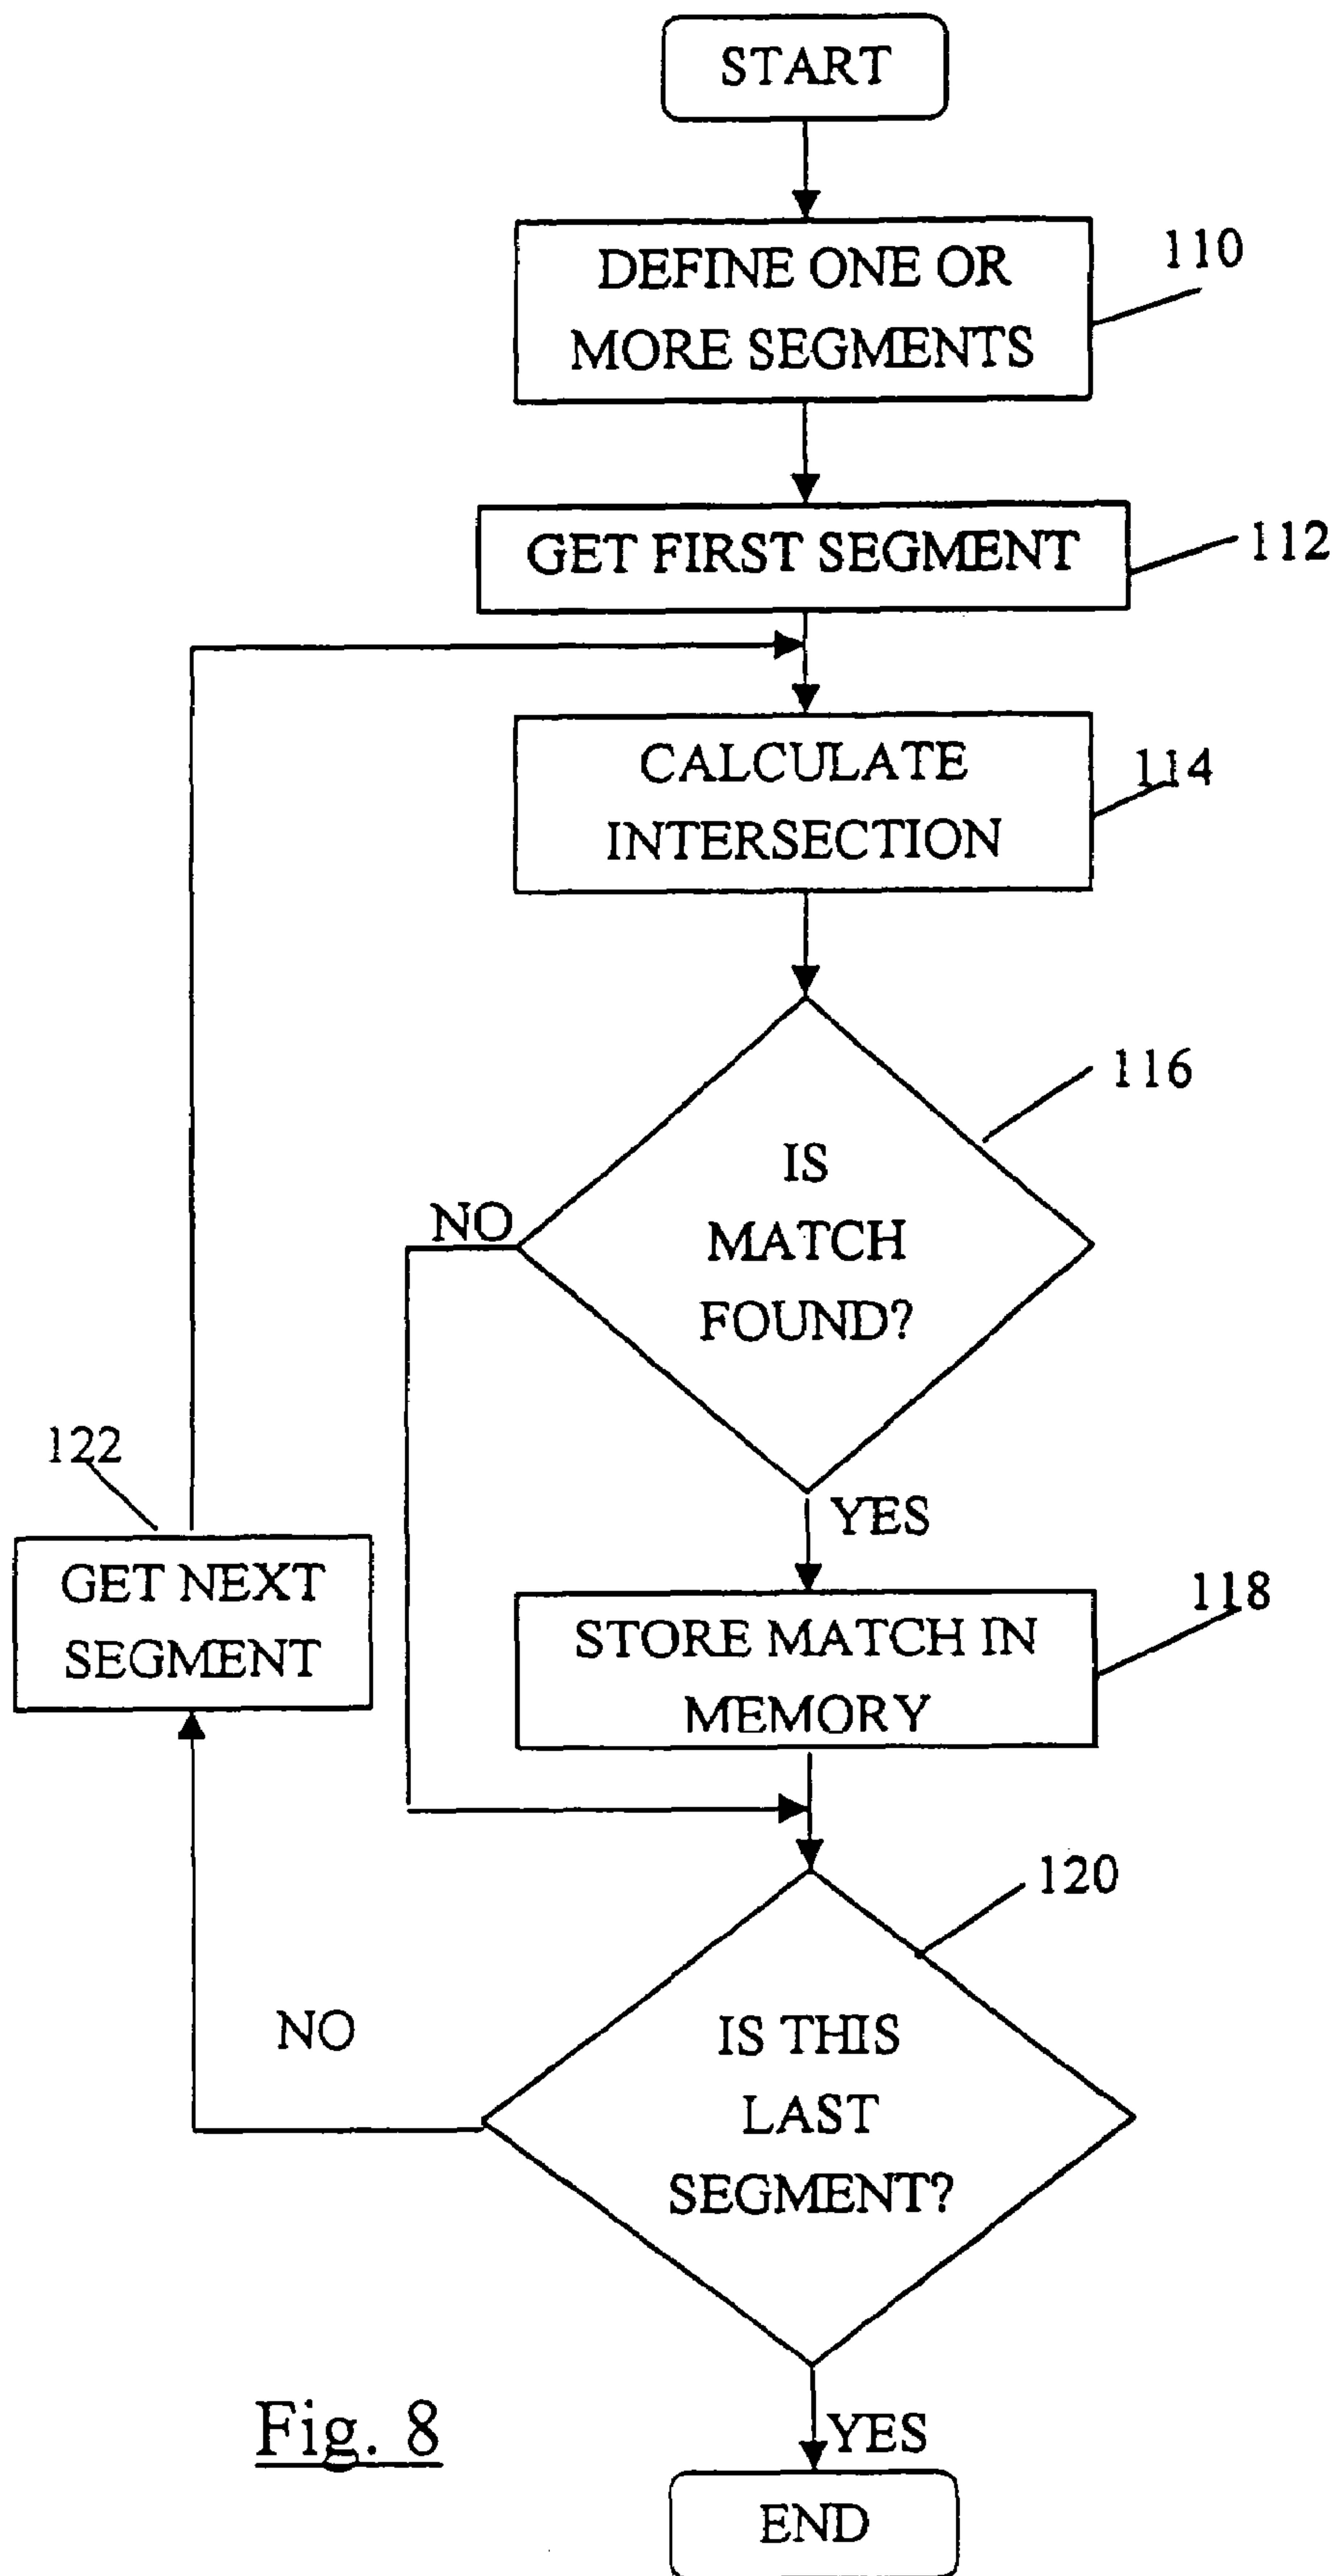 START
DEFINE ONE OR
MORE SEGMENTS
110
GET FIRST SEGMENT
112
CALCULATE
INTERSECTION
114
116
IS
MATCH
FOUND?
NO
YES
122
GET NEXT
SEGMENT
STORE MATCH IN
MEMORY
118
120
NO
IS THIS
LAST
SEGMENT?
YES
Fig. 8
END